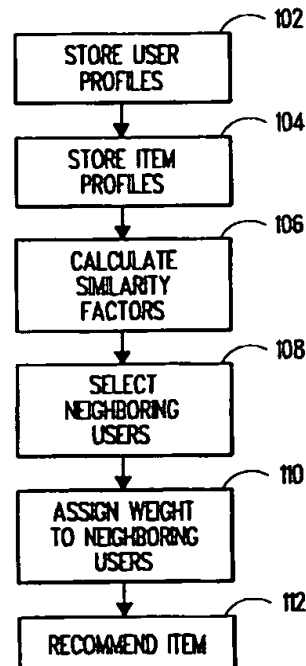 102
STORE USER
PROFILES
104
STORE ITEM
PROFILES
106
CALCULATE
SIMILARITY
FACTORS
108
SELECT
NEIGHBORING
USERS
110
ASSIGN WEIGHT
TO NEIGHBORING
USERS
112
RECOMMEND ITEM